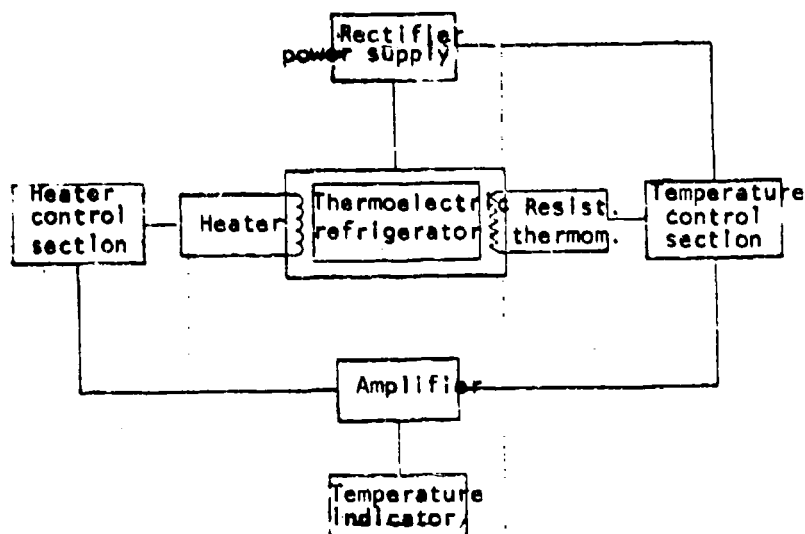 Rectifier
power supply
Heater
control
section
Heater
Thermoelectric
refrigerator
Resist.
thermom.
Temperature
control
section
Amplifier
Temperature
indicator